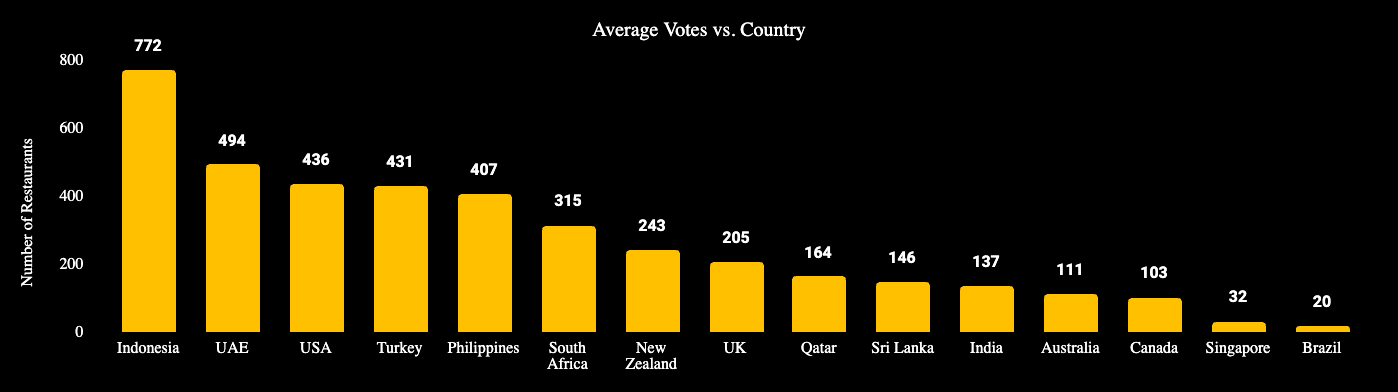 Average Votes vs. Country
Number of Restaurants
800
600
400
200
0
772
494
436
431
407
315
243
205
164
146
137
111
103
32
20
Indonesia
UAE
USA
Turkey
Philippines
South
Africa
New
Zealand
UK
Qatar
Sri Lanka
India
Australia
Canada
Singapore
Brazil